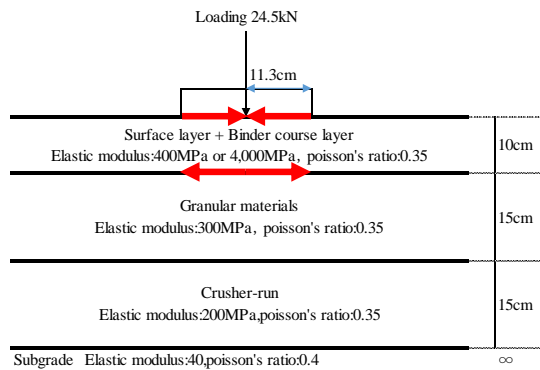 Loading 24.5kN
11.3cm
Surface layer + Binder course layer
Elastic modulus:400MPa or 4,000MPa, poisson's ratio:0.35
10cm
Granular materials
Elastic modulus:300MPa, poisson's ratio:0.35
15cm
Crusher-run
Elastic modulus:200MPa,poisson's ratio:0.35
15cm
Subgrade Elastic modulus:40,poisson's ratio:0.4
∞